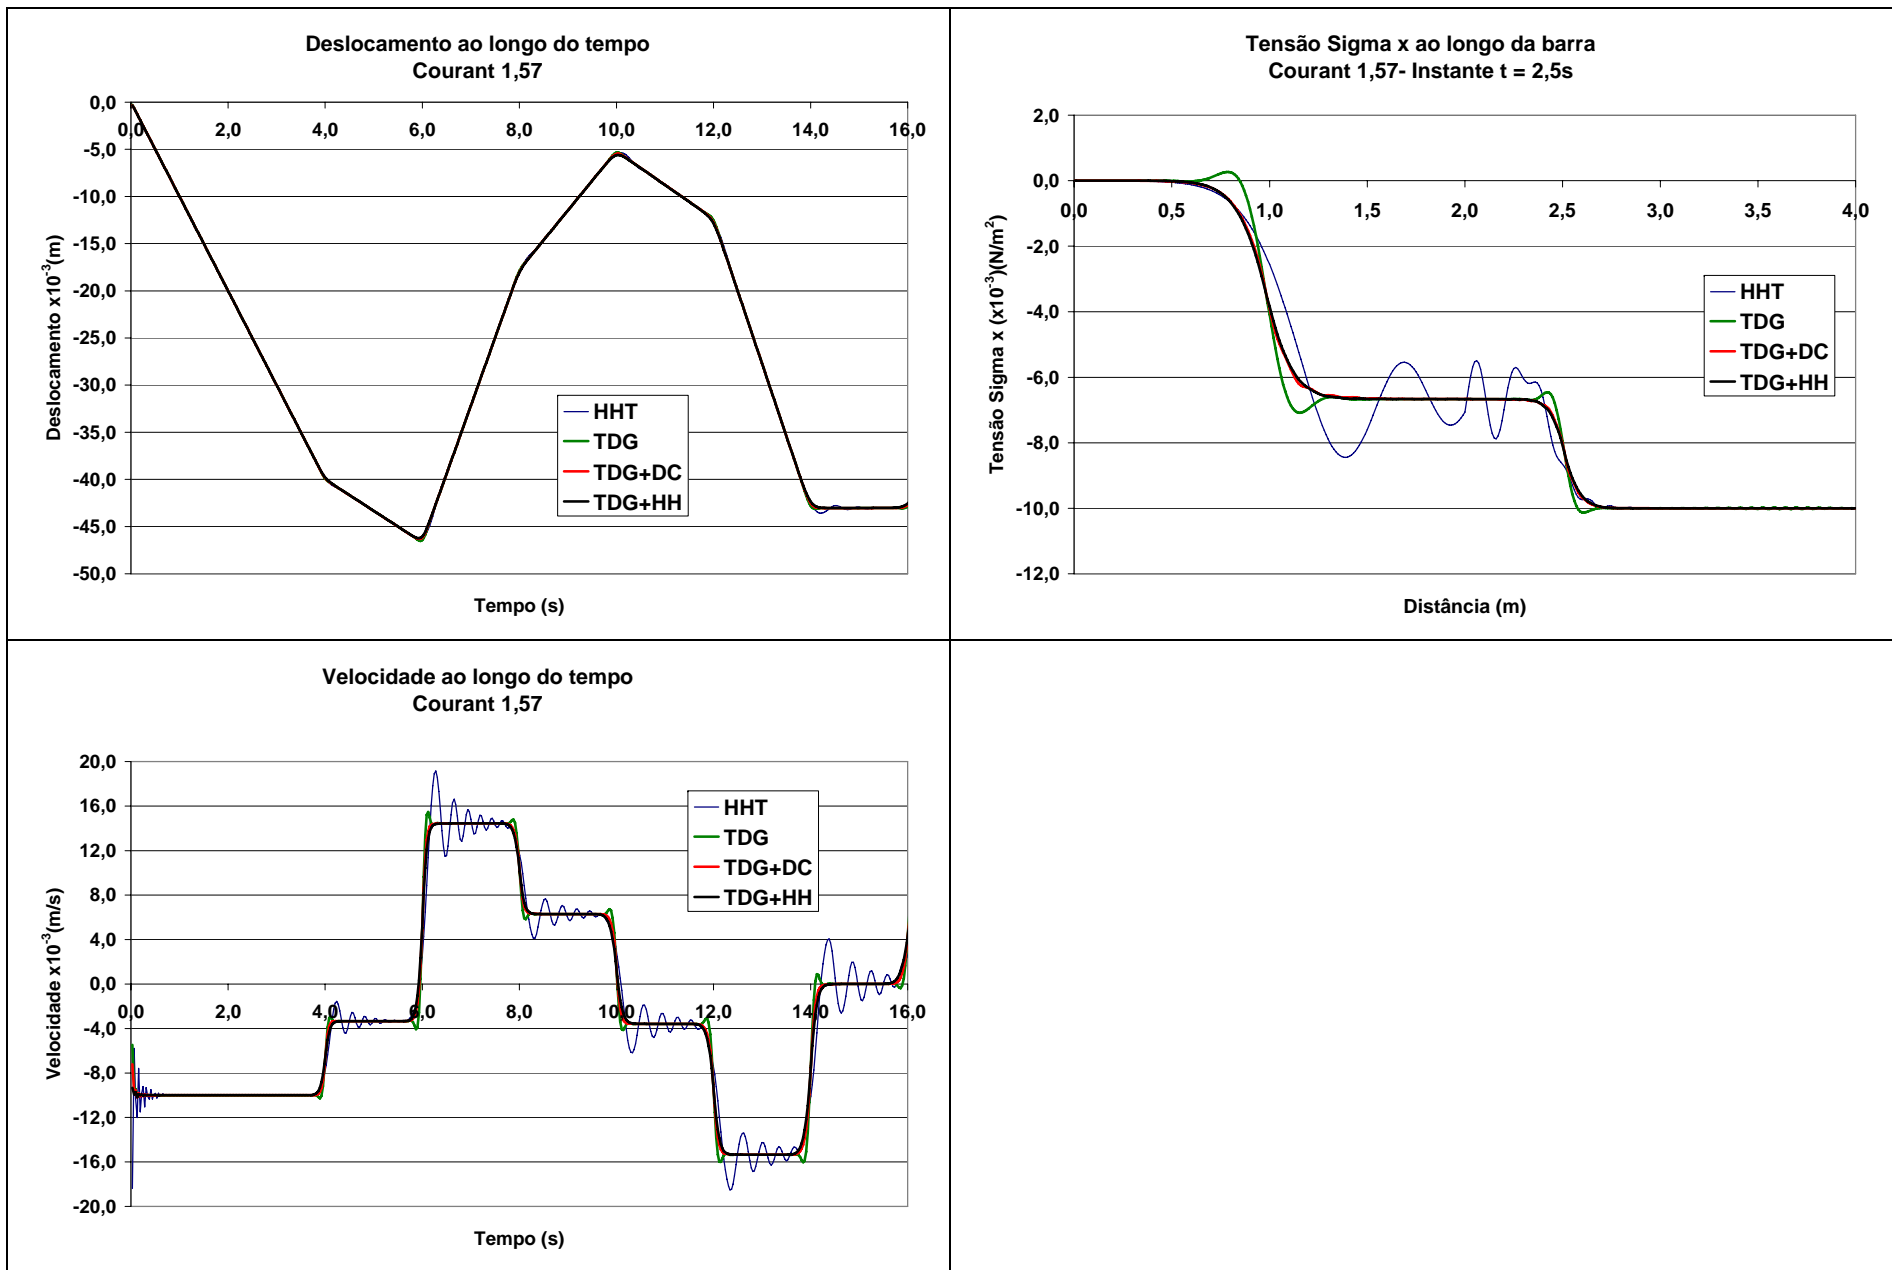 Deslocamento ao longo do tempo
Courant 1,57
0,0
-5,0
-10,0
-15,0
-20,0
-25,0
-30,0
-35,0
-40,0
-45,0
-50,0
0,0 2,0 4,0 6,0 8,0 10,0 12,0 14,0 16,0
Deslocamento x10⁻³(m)
Tempo (s)
HHT
TDG
TDG+DC
TDG+HH
Tensão Sigma x ao longo da barra
Courant 1,57- Instante t = 2,5s
2,0
0,0
-2,0
-4,0
-6,0
-8,0
-10,0
-12,0
0,0 0,5 1,0 1,5 2,0 2,5 3,0 3,5 4,0
Tensão Sigma x (x10⁻³)(N/m²)
Distância (m)
HHT
TDG
TDG+DC
TDG+HH
Velocidade ao longo do tempo
Courant 1,57
20,0
16,0
12,0
8,0
4,0
0,0
-4,0
-8,0
-12,0
-16,0
-20,0
0,0 2,0 4,0 6,0 8,0 10,0 12,0 14,0 16,0
Velocidade x10⁻³(m/s)
Tempo (s)
HHT
TDG
TDG+DC
TDG+HH